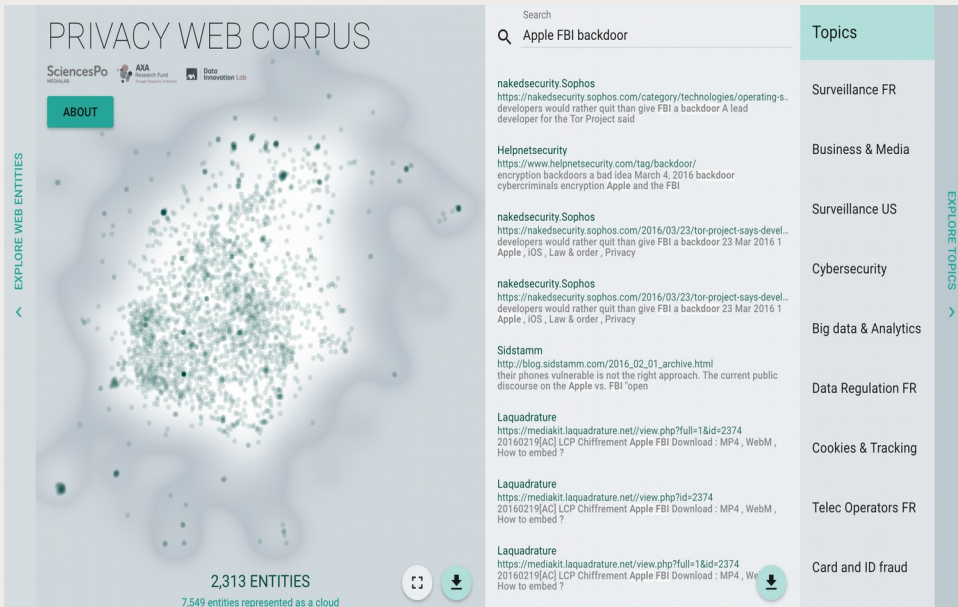 PRIVACY WEB CORPUS
SciencesPo
MEDIALAB
AXA
Research Fund
Data
Innovation Lab
ABOUT
EXPLORE WEB ENTITIES
2,313 ENTITIES
7,549 entities represented as a cloud
Search
Apple FBI backdoor
nakedsecurity.Sophos
https://nakedsecurity.sophos.com/category/technologies/operating-s..
developers would rather quit than give FBI a backdoor A lead
developer for the Tor Project said
Helpnetsecurity
https://www.helpnetsecurity.com/tag/backdoor/
encryption backdoors a bad idea March 4, 2016 backdoor
cybercriminals encryption Apple and the FBI
nakedsecurity.Sophos
https://nakedsecurity.sophos.com/2016/03/23/tor-project-says-devel...
developers would rather quit than give FBI a backdoor 23 Mar 2016 1
Apple , iOS , Law & order , Privacy
nakedsecurity.Sophos
https://nakedsecurity.sophos.com/2016/03/23/tor-project-says-devel...
developers would rather quit than give FBI a backdoor 23 Mar 2016 1
Apple , iOS , Law & order , Privacy
Sidstamm
http://blog.sidstamm.com/2016_02_01_archive.html
their phones vulnerable is not the right approach. The current public
discourse on the Apple vs. FBI "open
Laquadrature
https://mediakit.laquadrature.net//view.php?full=1&id=2374
20160219[AC] LCP Chiffrement Apple FBI Download : MP4 , WebM ,
How to embed ?
Laquadrature
https://mediakit.laquadrature.net//view.php?id=2374
20160219[AC] LCP Chiffrement Apple FBI Download : MP4 , WebM ,
How to embed ?
Laquadrature
https://mediakit.laquadrature.net//view.php?full=1&id=2374
20160219[AC] LCP Chiffrement Apple FBI Download : MP4 , We
How to embed ?
Topics
Surveillance FR
Business & Media
Surveillance US
Cybersecurity
Big data & Analytics
Data Regulation FR
Cookies & Tracking
Telec Operators FR
Card and ID fraud
EXPLORE TOPICS